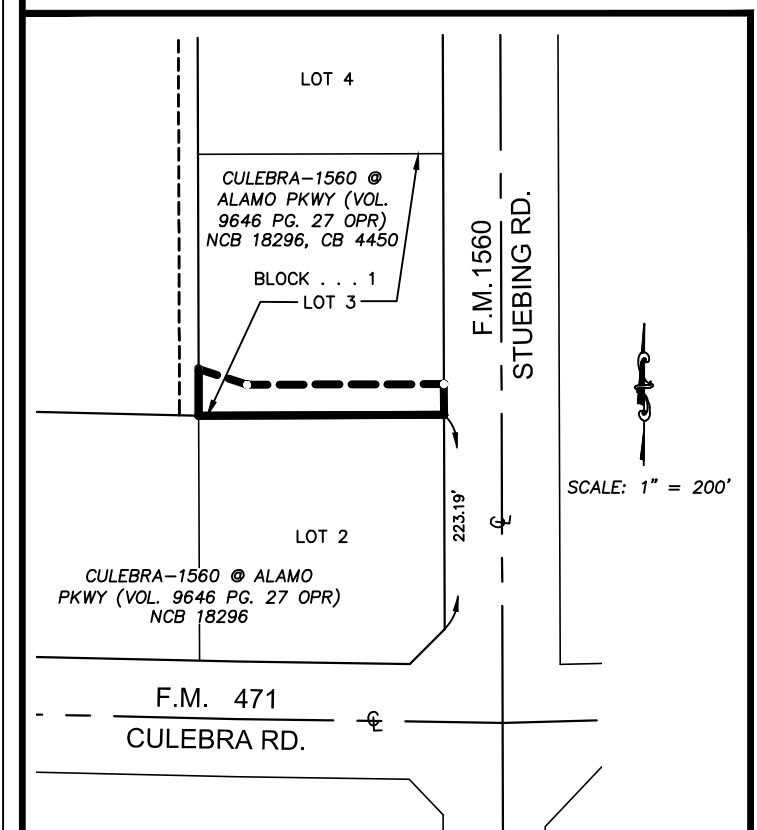 LOT 4
CULEBRA-1560 @
ALAMO PKWY (VOL.
9646 PG. 27 OPR)
NCB 18296, CB 4450
BLOCK . . . 1
LOT 3
F.M.1560
STUEBING RD.
SCALE: 1" = 200'
223.19'
LOT 2
CULEBRA-1560 @ ALAMO
PKWY (VOL. 9646 PG. 27 OPR)
NCB 18296
F.M. 471
CULEBRA RD.